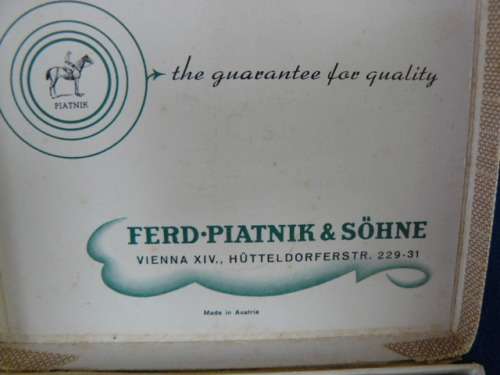 PIATNIK
the guarantee for quality
FERD·PIATNIK & SÖHNE
VIENNA XIV., HÜTTELDORFERSTR. 229-31
Made in Austria